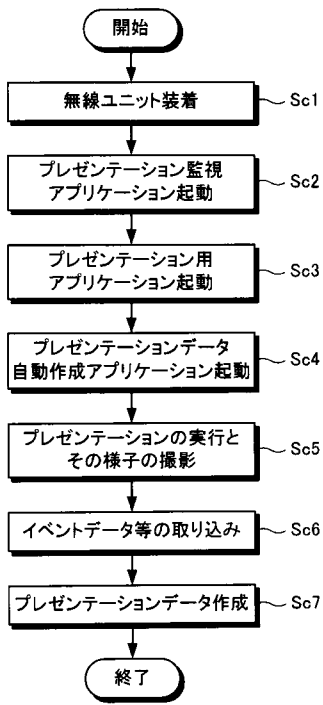 開始
無線ユニット装着
Sc1
プレゼンテーション監視
アプリケーション起動
Sc2
プレゼンテーション用
アプリケーション起動
Sc3
プレゼンテーションデータ
自動作成アプリケーション起動
Sc4
プレゼンテーションの実行と
その様子の撮影
Sc5
イベントデータ等の取り込み
Sc6
プレゼンテーションデータ作成
Sc7
終了